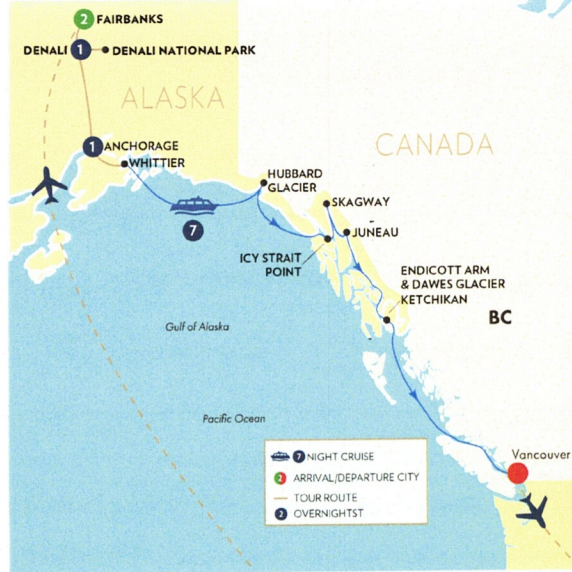 2 FAIRBANKS
DENALI 1 DENALI NATIONAL PARK
ALASKA
CANADA
1 ANCHORAGE
WHITTIER
HUBBARD
GLACIER
SKAGWAY
7
JUÑEAU
ICY STRAIT
POINT
ENDICOTT ARM
& DAWES GLACIER
KETCHIKAN
BC
Gulf of Alaska
Pacific Ocean
Vancouver
7 NIGHT CRUISE
2 ARRIVAL/DEPARTURE CITY
TOUR ROUTE
2 OVERNIGHTST